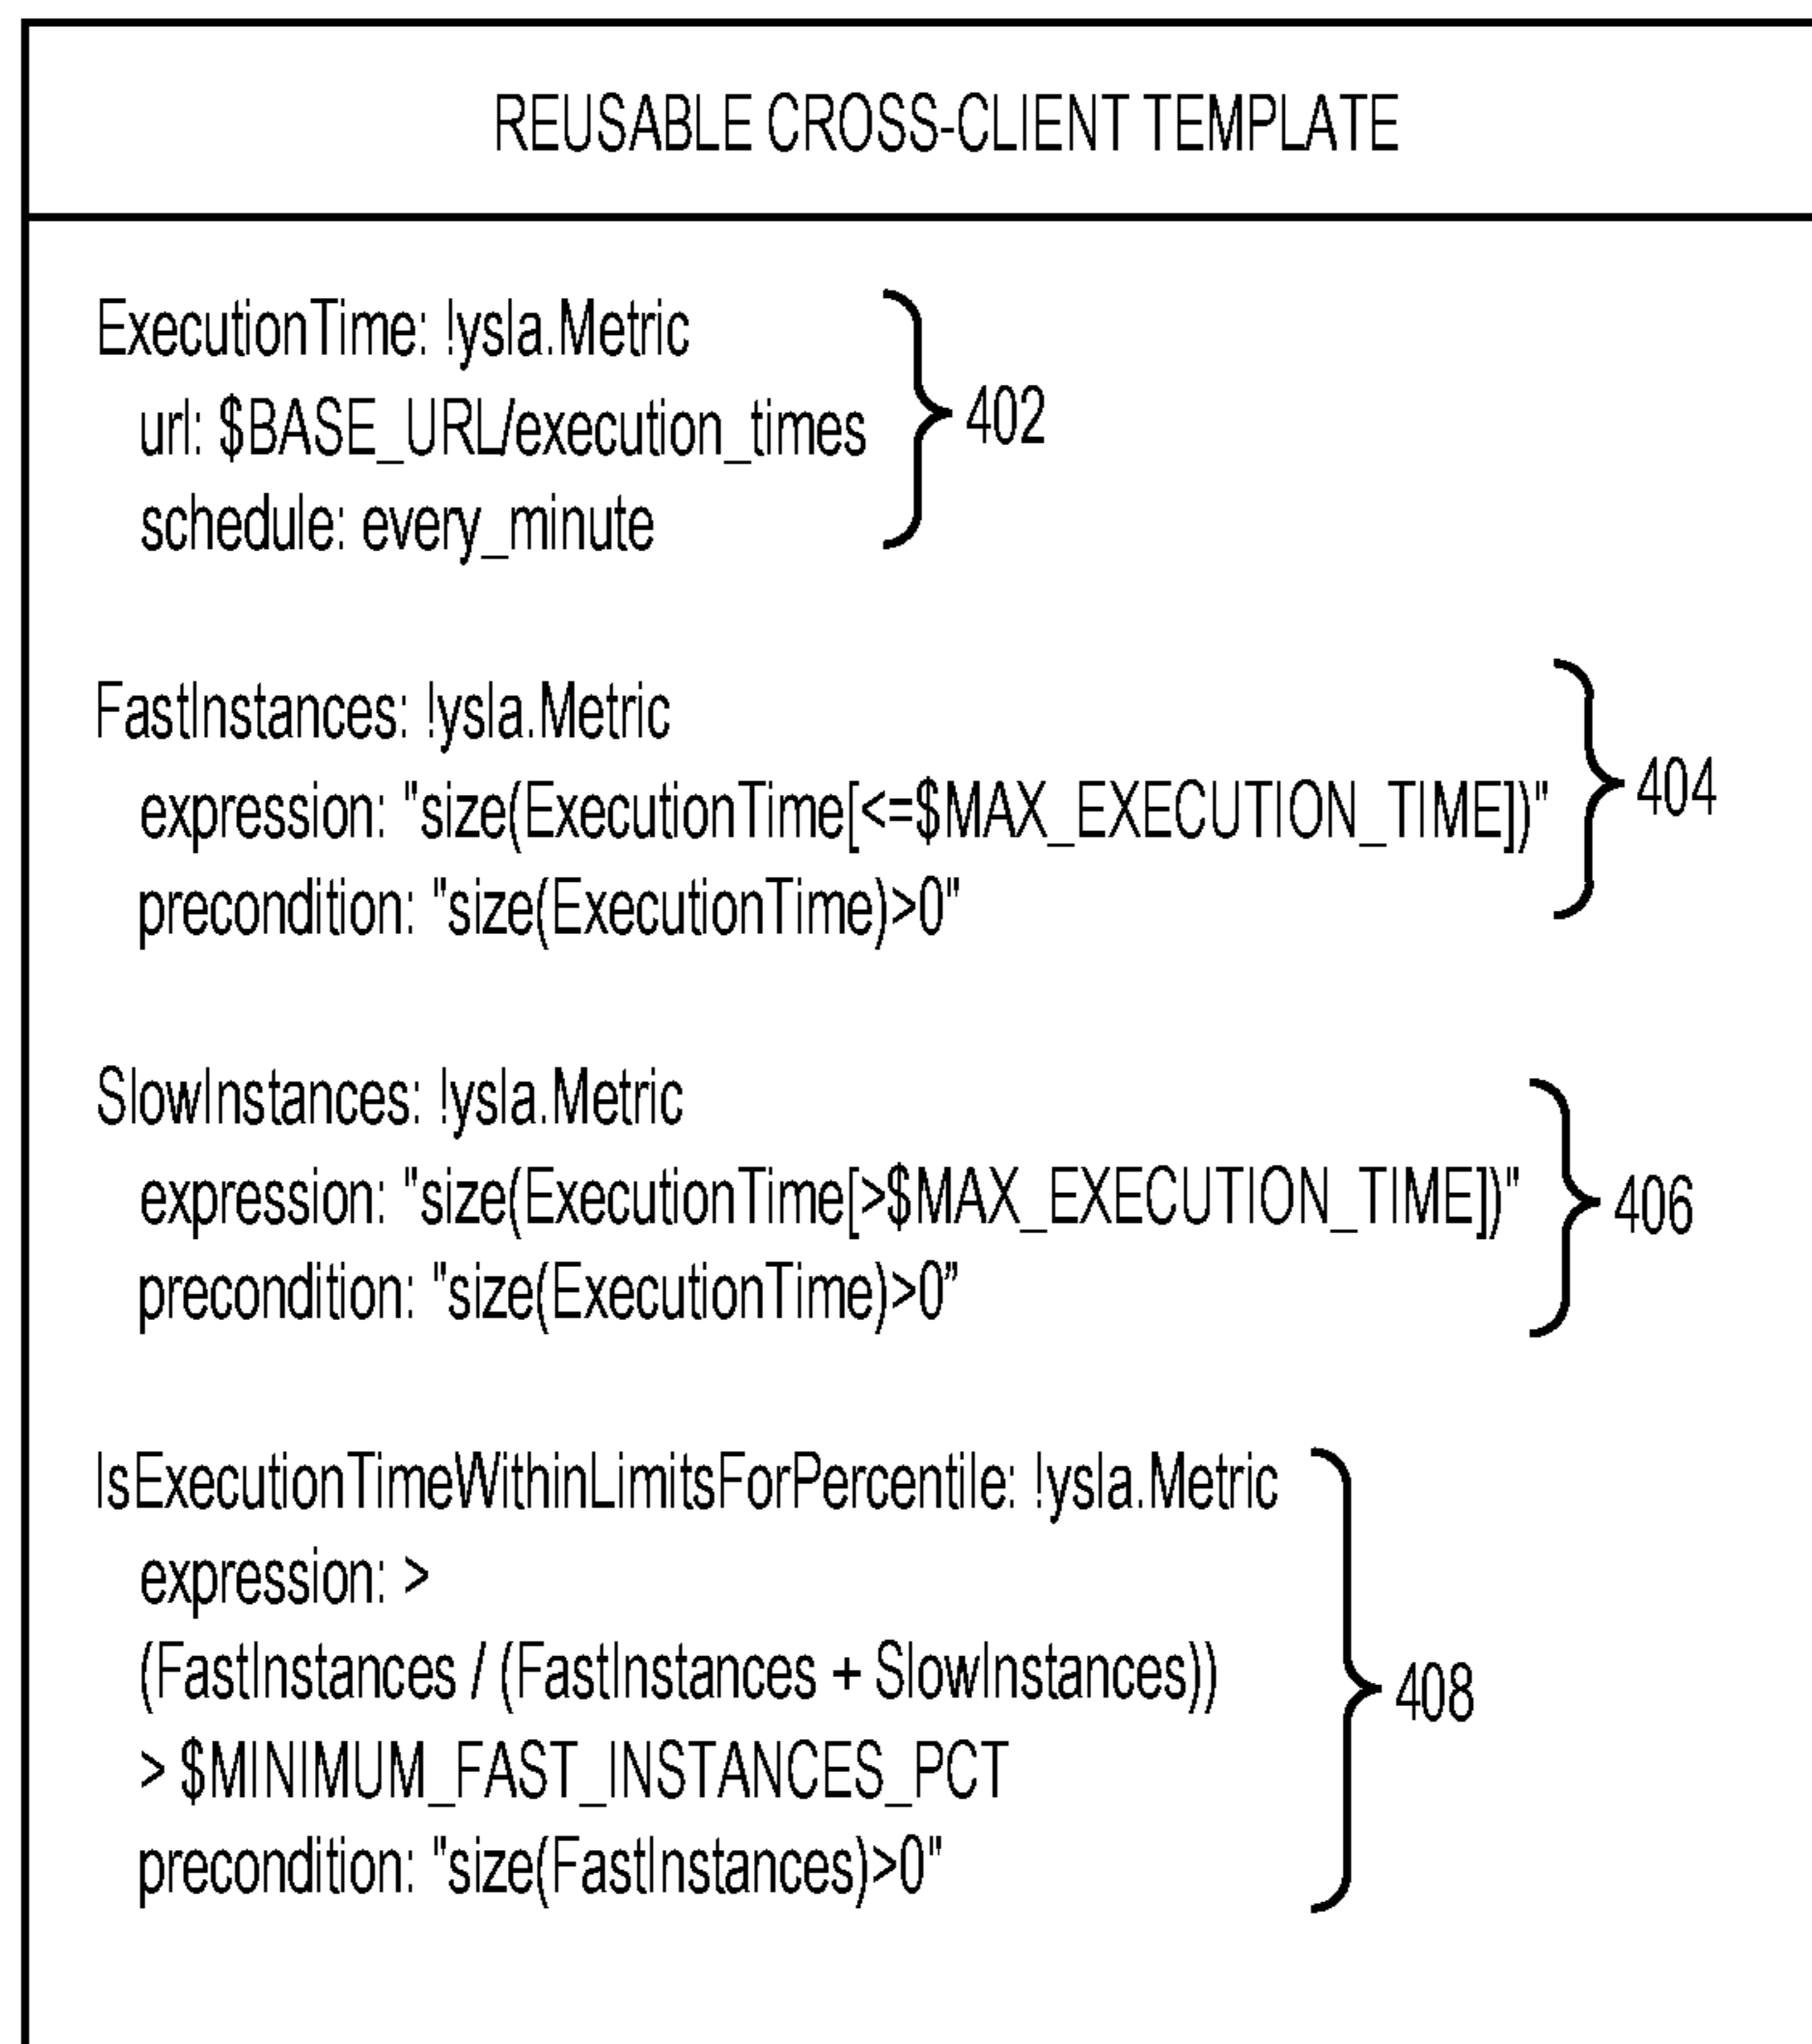 REUSABLE CROSS-CLIENT TEMPLATE
ExecutionTime: !ysla.Metric
url: $BASE_URL/execution_times
schedule: every_minute
402
FastInstances: !ysla.Metric
expression: "size(ExecutionTime[<=$MAX_EXECUTION_TIME])"
precondition: "size(ExecutionTime)>0"
404
SlowInstances: !ysla.Metric
expression: "size(ExecutionTime[>$MAX_EXECUTION_TIME])"
precondition: "size(ExecutionTime)>0"
406
IsExecutionTimeWithinLimitsForPercentile: !ysla.Metric
expression: >
(FastInstances / (FastInstances + SlowInstances))
> $MINIMUM_FAST_INSTANCES_PCT
precondition: "size(FastInstances)>0"
408